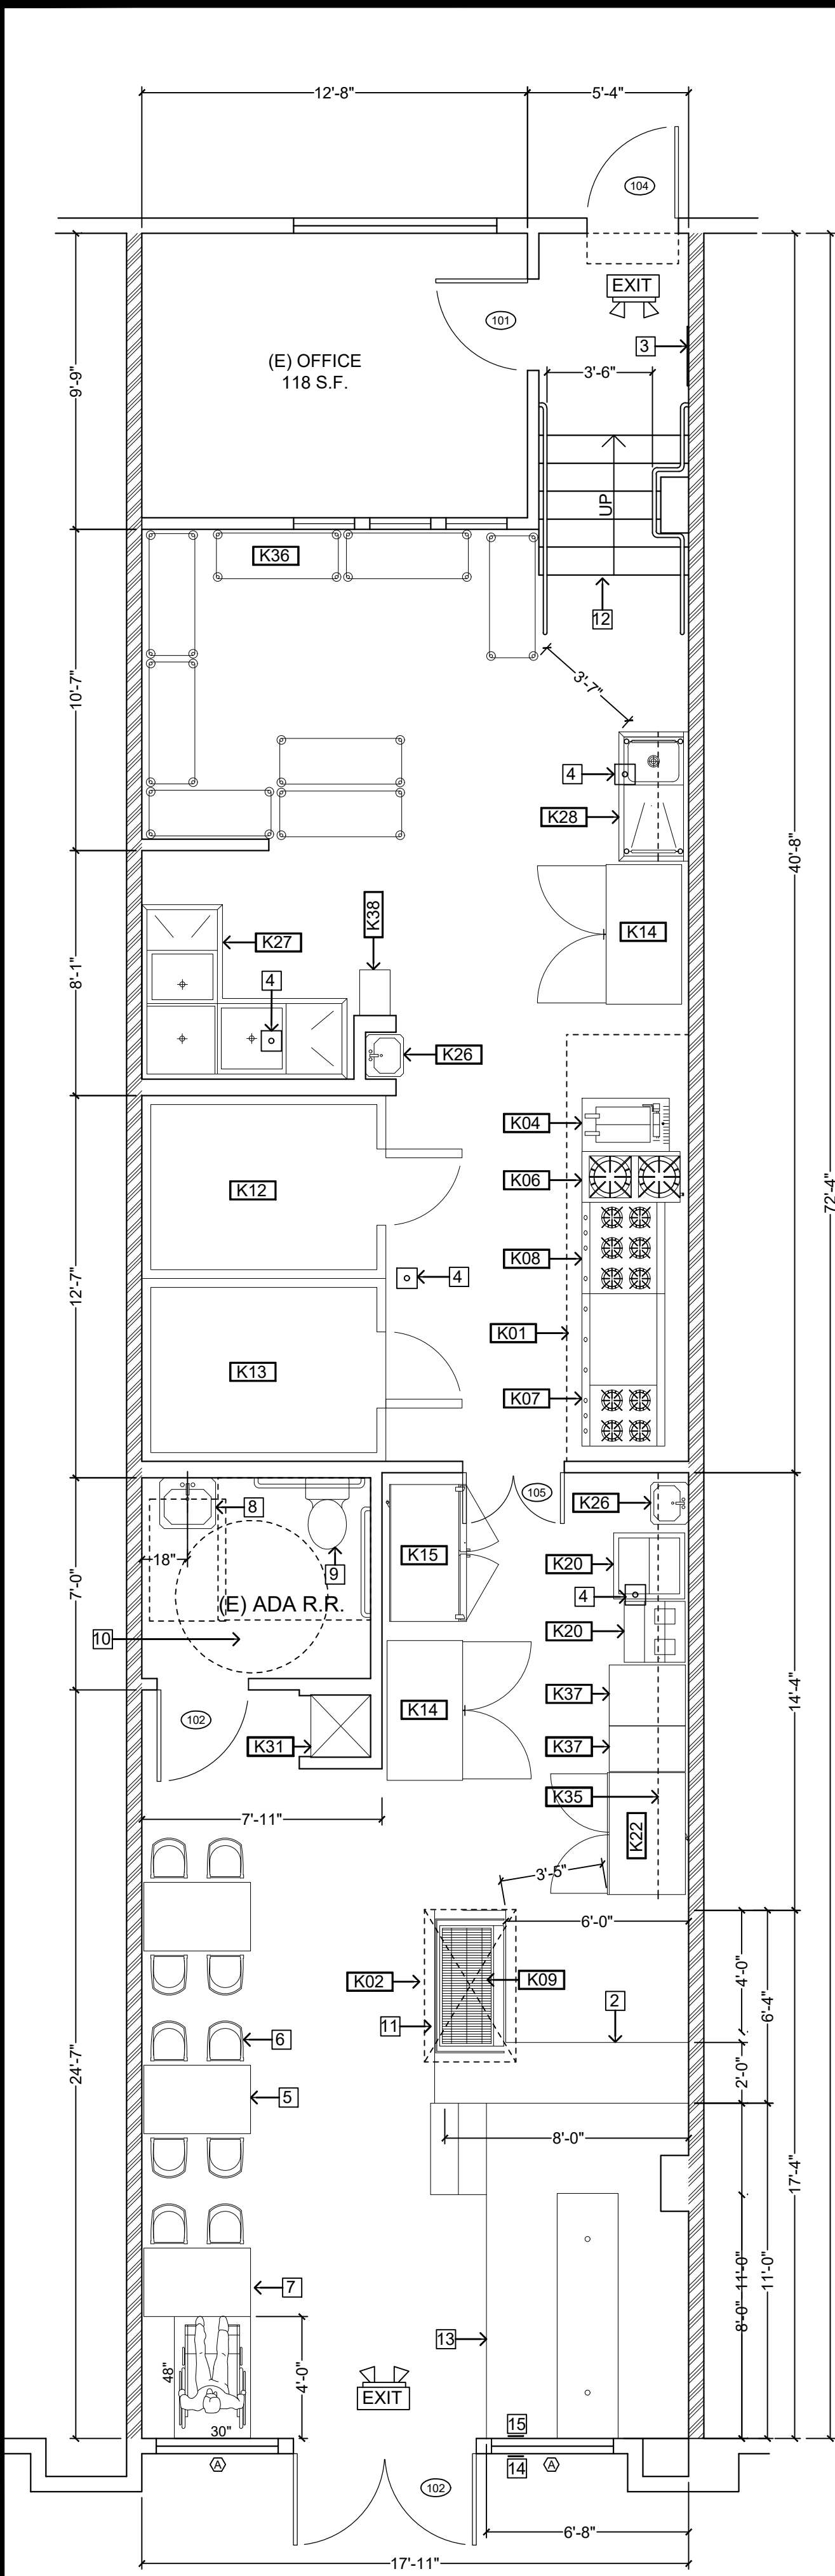 12'-8"
5'-4"
104
EXIT
101
3
(E) OFFICE
118 S.F.
3'-6"
9'-9"
UP
K36
12
3'-7"
10'-7"
4
K28
40'-8"
K38
K14
K27
4
8'-1"
K26
K04
K06
K12
72'-4"
K08
4
12'-7"
K01
K13
K07
105
K26
8
K15
K20
18"
9
4
7'-0"
(E) ADA R.R.
K20
10
K37
14'-4"
K14
102
K31
K37
K35
7'-11"
K22
3'-5"
6'-0"
4'-0"
K02
K09
2
6'-4"
11
6
24'-7"
2'-0"
5
8'-0"
17'-4"
11'-0"
11'-0"
7
8'-0"
13
48"
4'-0"
EXIT
30"
15
A
14
A
102
6'-8"
17'-11"